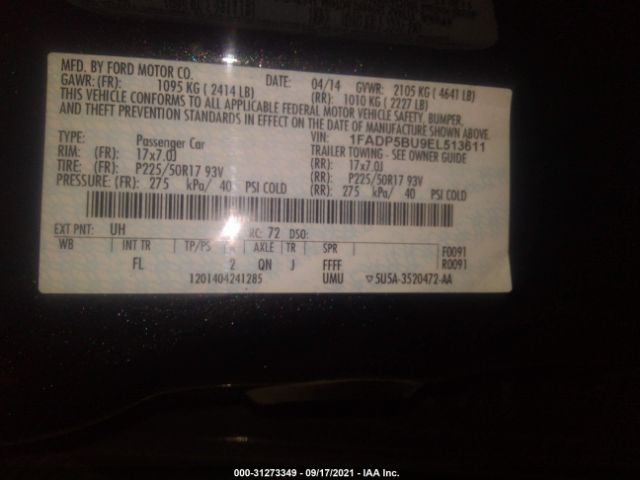 MFD. BY FORD MOTOR CO.
DATE: 04/14 GVWR: 2105 KG ( 4641 LB)
GAWR: (FR): 1095 KG ( 2414 LB) (RR): 1010 KG ( 2227 LB)
THIS VEHICLE CONFORMS TO ALL APPLICABLE FEDERAL MOTOR VEHICLE SAFETY, BUMPER,
AND THEFT PREVENTION STANDARDS IN EFFECT ON THE DATE OF MANUFACTURE SHOWN ABOVE.
VIN: 1FADP5BU9EL513611
TYPE: Passenger Car TRAILER TOWING - SEE OWNER GUIDE
RIM: (FR): 17x7.0J (RR): 17x7.0J
TIRE: (FR): P225/50R17 93V (RR): P225/50R17 93V
PRESSURE: (FR): 275 kPa/ 40 PSI COLD (RR): 275 kPa/ 40 PSI COLD
EXT PNT: UH RC: 72 DSO:
WB INT TR TP/PS R AXLE TR SPR F0091
FL 2 QN J FFFF R0091
1201404241285 UMU ▽ 5U5A-3520472-AA
000-31273349 - 09/17/2021 - IAA Inc.